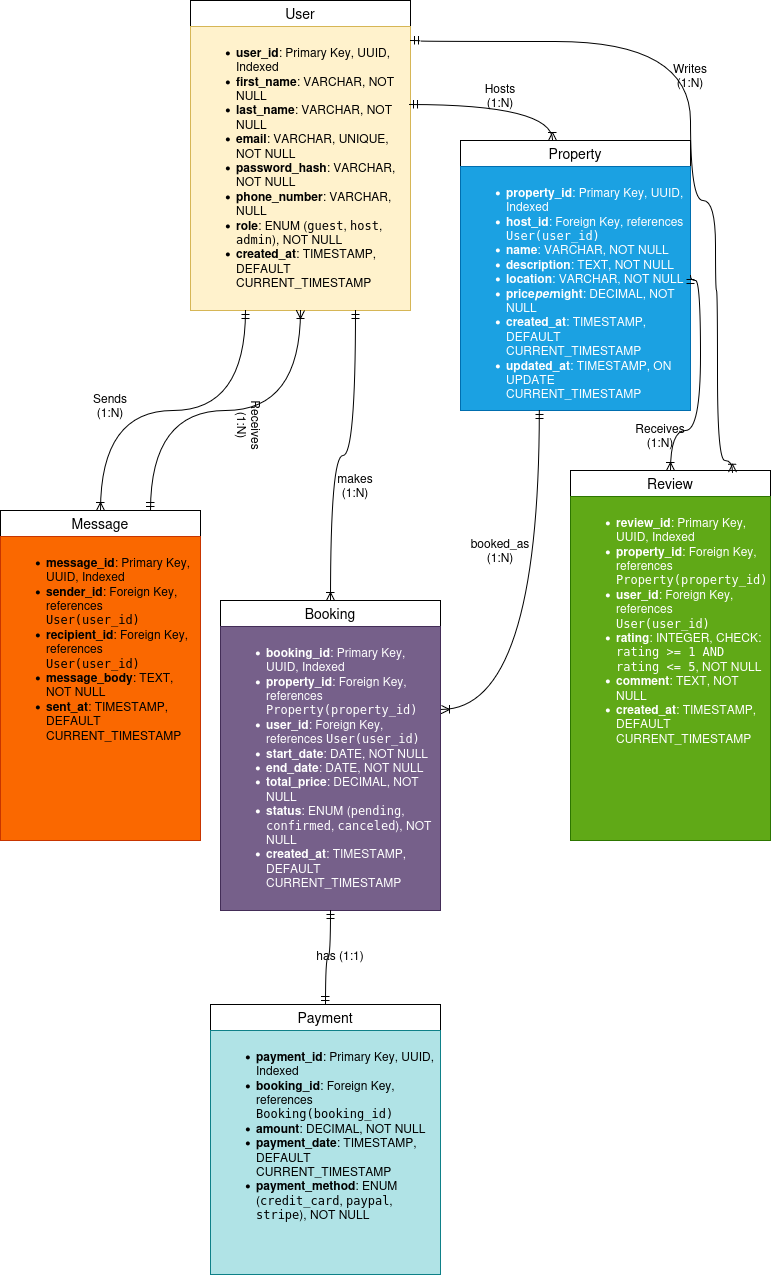 User
• user_id: Primary Key, UUID,
Indexed
• first_name: VARCHAR, NOT
NULL
• last_name: VARCHAR, NOT
NULL
• email: VARCHAR, UNIQUE,
NOT NULL
• password_hash: VARCHAR,
NOT NULL
• phone_number: VARCHAR,
NULL
• role: ENUM (guest, host,
admin), NOT NULL
• created_at: TIMESTAMP,
DEFAULT
CURRENT_TIMESTAMP
Writes
(1:N)
Hosts
(1:N)
Property
• property_id: Primary Key, UUID,
Indexed
• host_id: Foreign Key, references
User(user_id)
• name: VARCHAR, NOT NULL
• description: TEXT, NOT NULL
• location: VARCHAR, NOT NULL
• pricepernight: DECIMAL, NOT
NULL
• created_at: TIMESTAMP,
DEFAULT
CURRENT_TIMESTAMP
• updated_at: TIMESTAMP, ON
UPDATE
CURRENT_TIMESTAMP
Sends
(1:N)
Receives
(1:N)
makes
(1:N)
Receives
(1:N)
booked_as
(1:N)
Message
• message_id: Primary Key,
UUID, Indexed
• sender_id: Foreign Key,
references
User(user_id)
• recipient_id: Foreign Key,
references
User(user_id)
• message_body: TEXT,
NOT NULL
• sent_at: TIMESTAMP,
DEFAULT
CURRENT_TIMESTAMP
Review
• review_id: Primary Key,
UUID, Indexed
• property_id: Foreign Key,
references
Property(property_id)
• user_id: Foreign Key,
references
User(user_id)
• rating: INTEGER, CHECK:
rating >= 1 AND
rating <= 5, NOT NULL
• comment: TEXT, NOT
NULL
• created_at: TIMESTAMP,
DEFAULT
CURRENT_TIMESTAMP
Booking
• booking_id: Primary Key,
UUID, Indexed
• property_id: Foreign Key,
references
Property(property_id)
• user_id: Foreign Key,
references User(user_id)
• start_date: DATE, NOT NULL
• end_date: DATE, NOT NULL
• total_price: DECIMAL, NOT
NULL
• status: ENUM (pending,
confirmed, canceled), NOT
NULL
• created_at: TIMESTAMP,
DEFAULT
CURRENT_TIMESTAMP
has (1:1)
Payment
• payment_id: Primary Key, UUID,
Indexed
• booking_id: Foreign Key,
references
Booking(booking_id)
• amount: DECIMAL, NOT NULL
• payment_date: TIMESTAMP,
DEFAULT
CURRENT_TIMESTAMP
• payment_method: ENUM
(credit_card, paypal,
stripe), NOT NULL